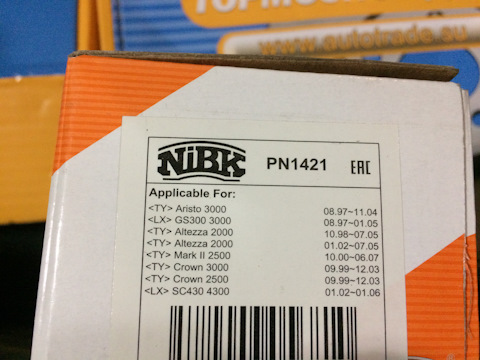 www.autotrade.eu
NiBK PN1421 EAC
Applicable For:
<TY> Aristo 3000 08.97~11.04
<LX> GS300 3000 08.97~01.05
<TY> Altezza 2000 10.98~07.05
<TY> Altezza 2000 01.02~07.05
<TY> Mark II 2500 10.00~06.07
<TY> Crown 3000 09.99~12.03
<TY> Crown 2500 09.99~12.03
<LX> SC430 4300 01.02~01.06